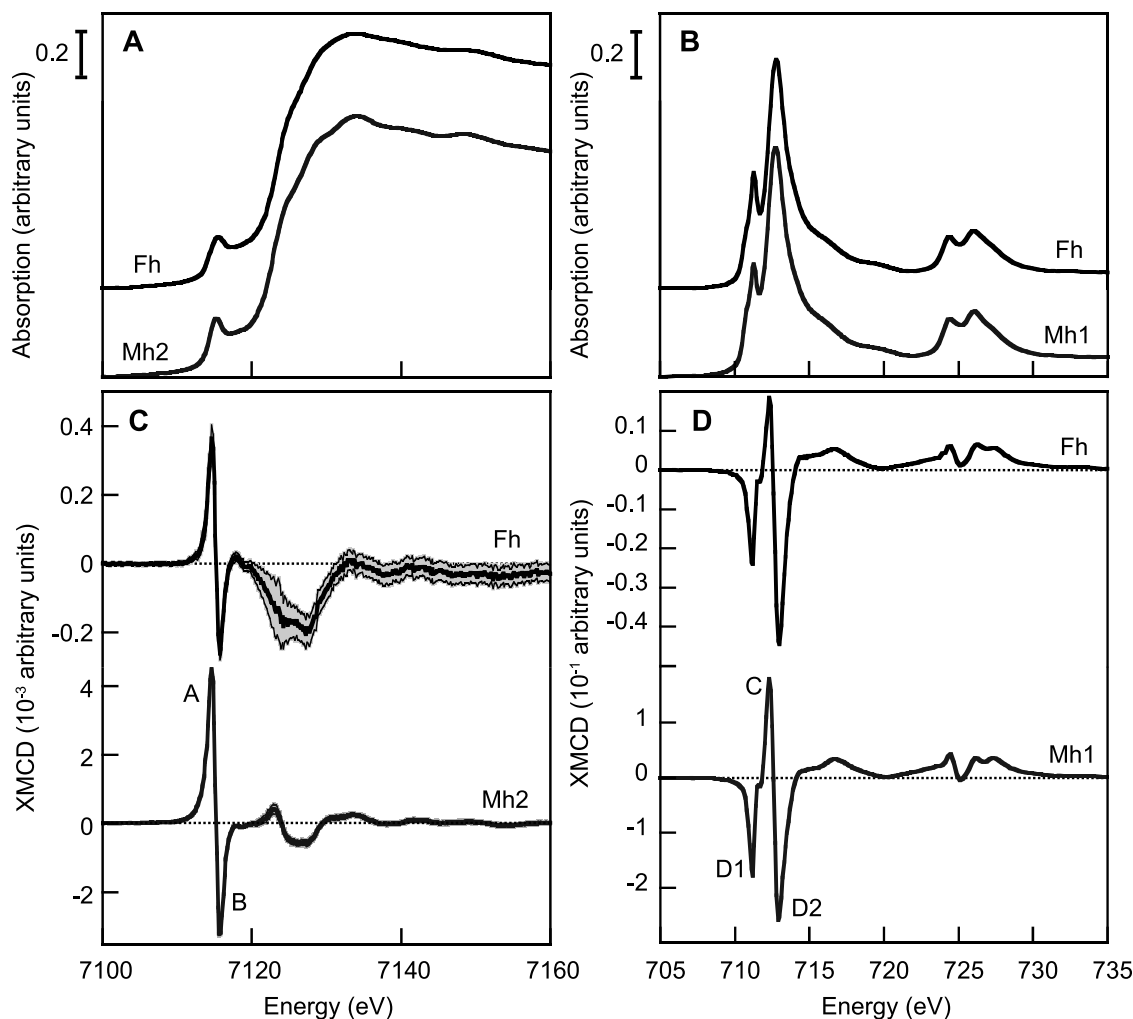 A
0.2
Absorption (arbitrary units)
Fh
Mh2
B
0.2
Absorption (arbitrary units)
Fh
Mh1
C
0.4
0.2
0
-0.2
4
2
0
-2
XMCD (10⁻³ arbitrary units)
Fh
A
Mh2
B
7100 7120 7140 7160
Energy (eV)
D
0.1
0
-0.1
-0.2
-0.3
-0.4
1
0
-1
-2
XMCD (10⁻¹ arbitrary units)
Fh
C
Mh1
D1
D2
705 710 715 720 725 730 735
Energy (eV)